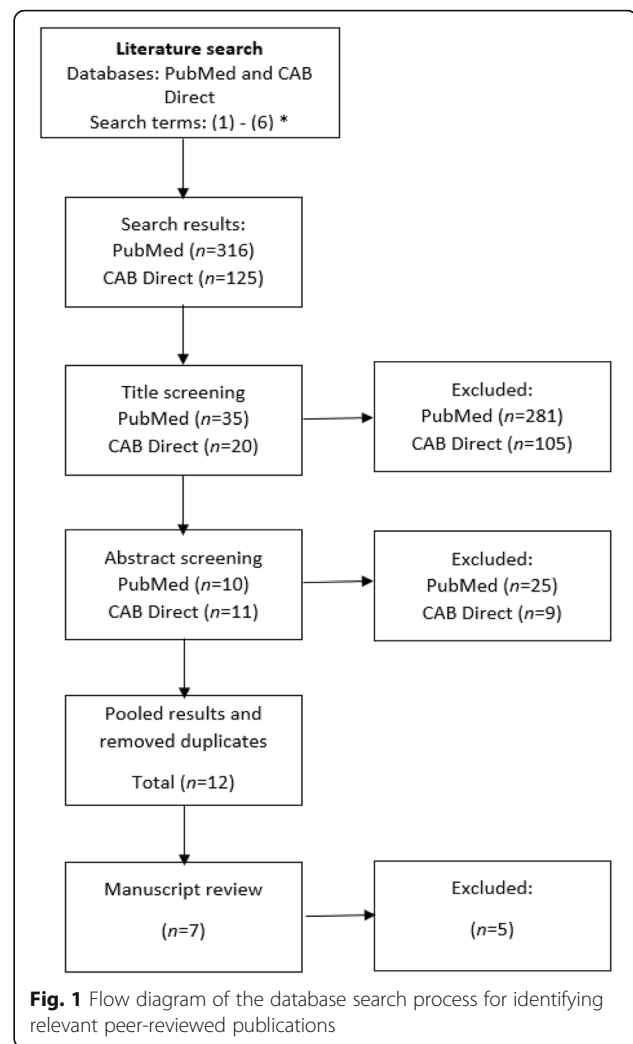 Literature search
Databases: PubMed and CAB
Direct
Search terms: (1) - (6) *
Search results:
PubMed (n=316)
CAB Direct (n=125)
Title screening
PubMed (n=35)
CAB Direct (n=20)
Excluded:
PubMed (n=281)
CAB Direct (n=105)
Abstract screening
PubMed (n=10)
CAB Direct (n=11)
Excluded:
PubMed (n=25)
CAB Direct (n=9)
Pooled results and
removed duplicates
Total (n=12)
Manuscript review
(n=7)
Excluded:
(n=5)
Fig. 1 Flow diagram of the database search process for identifying
relevant peer-reviewed publications